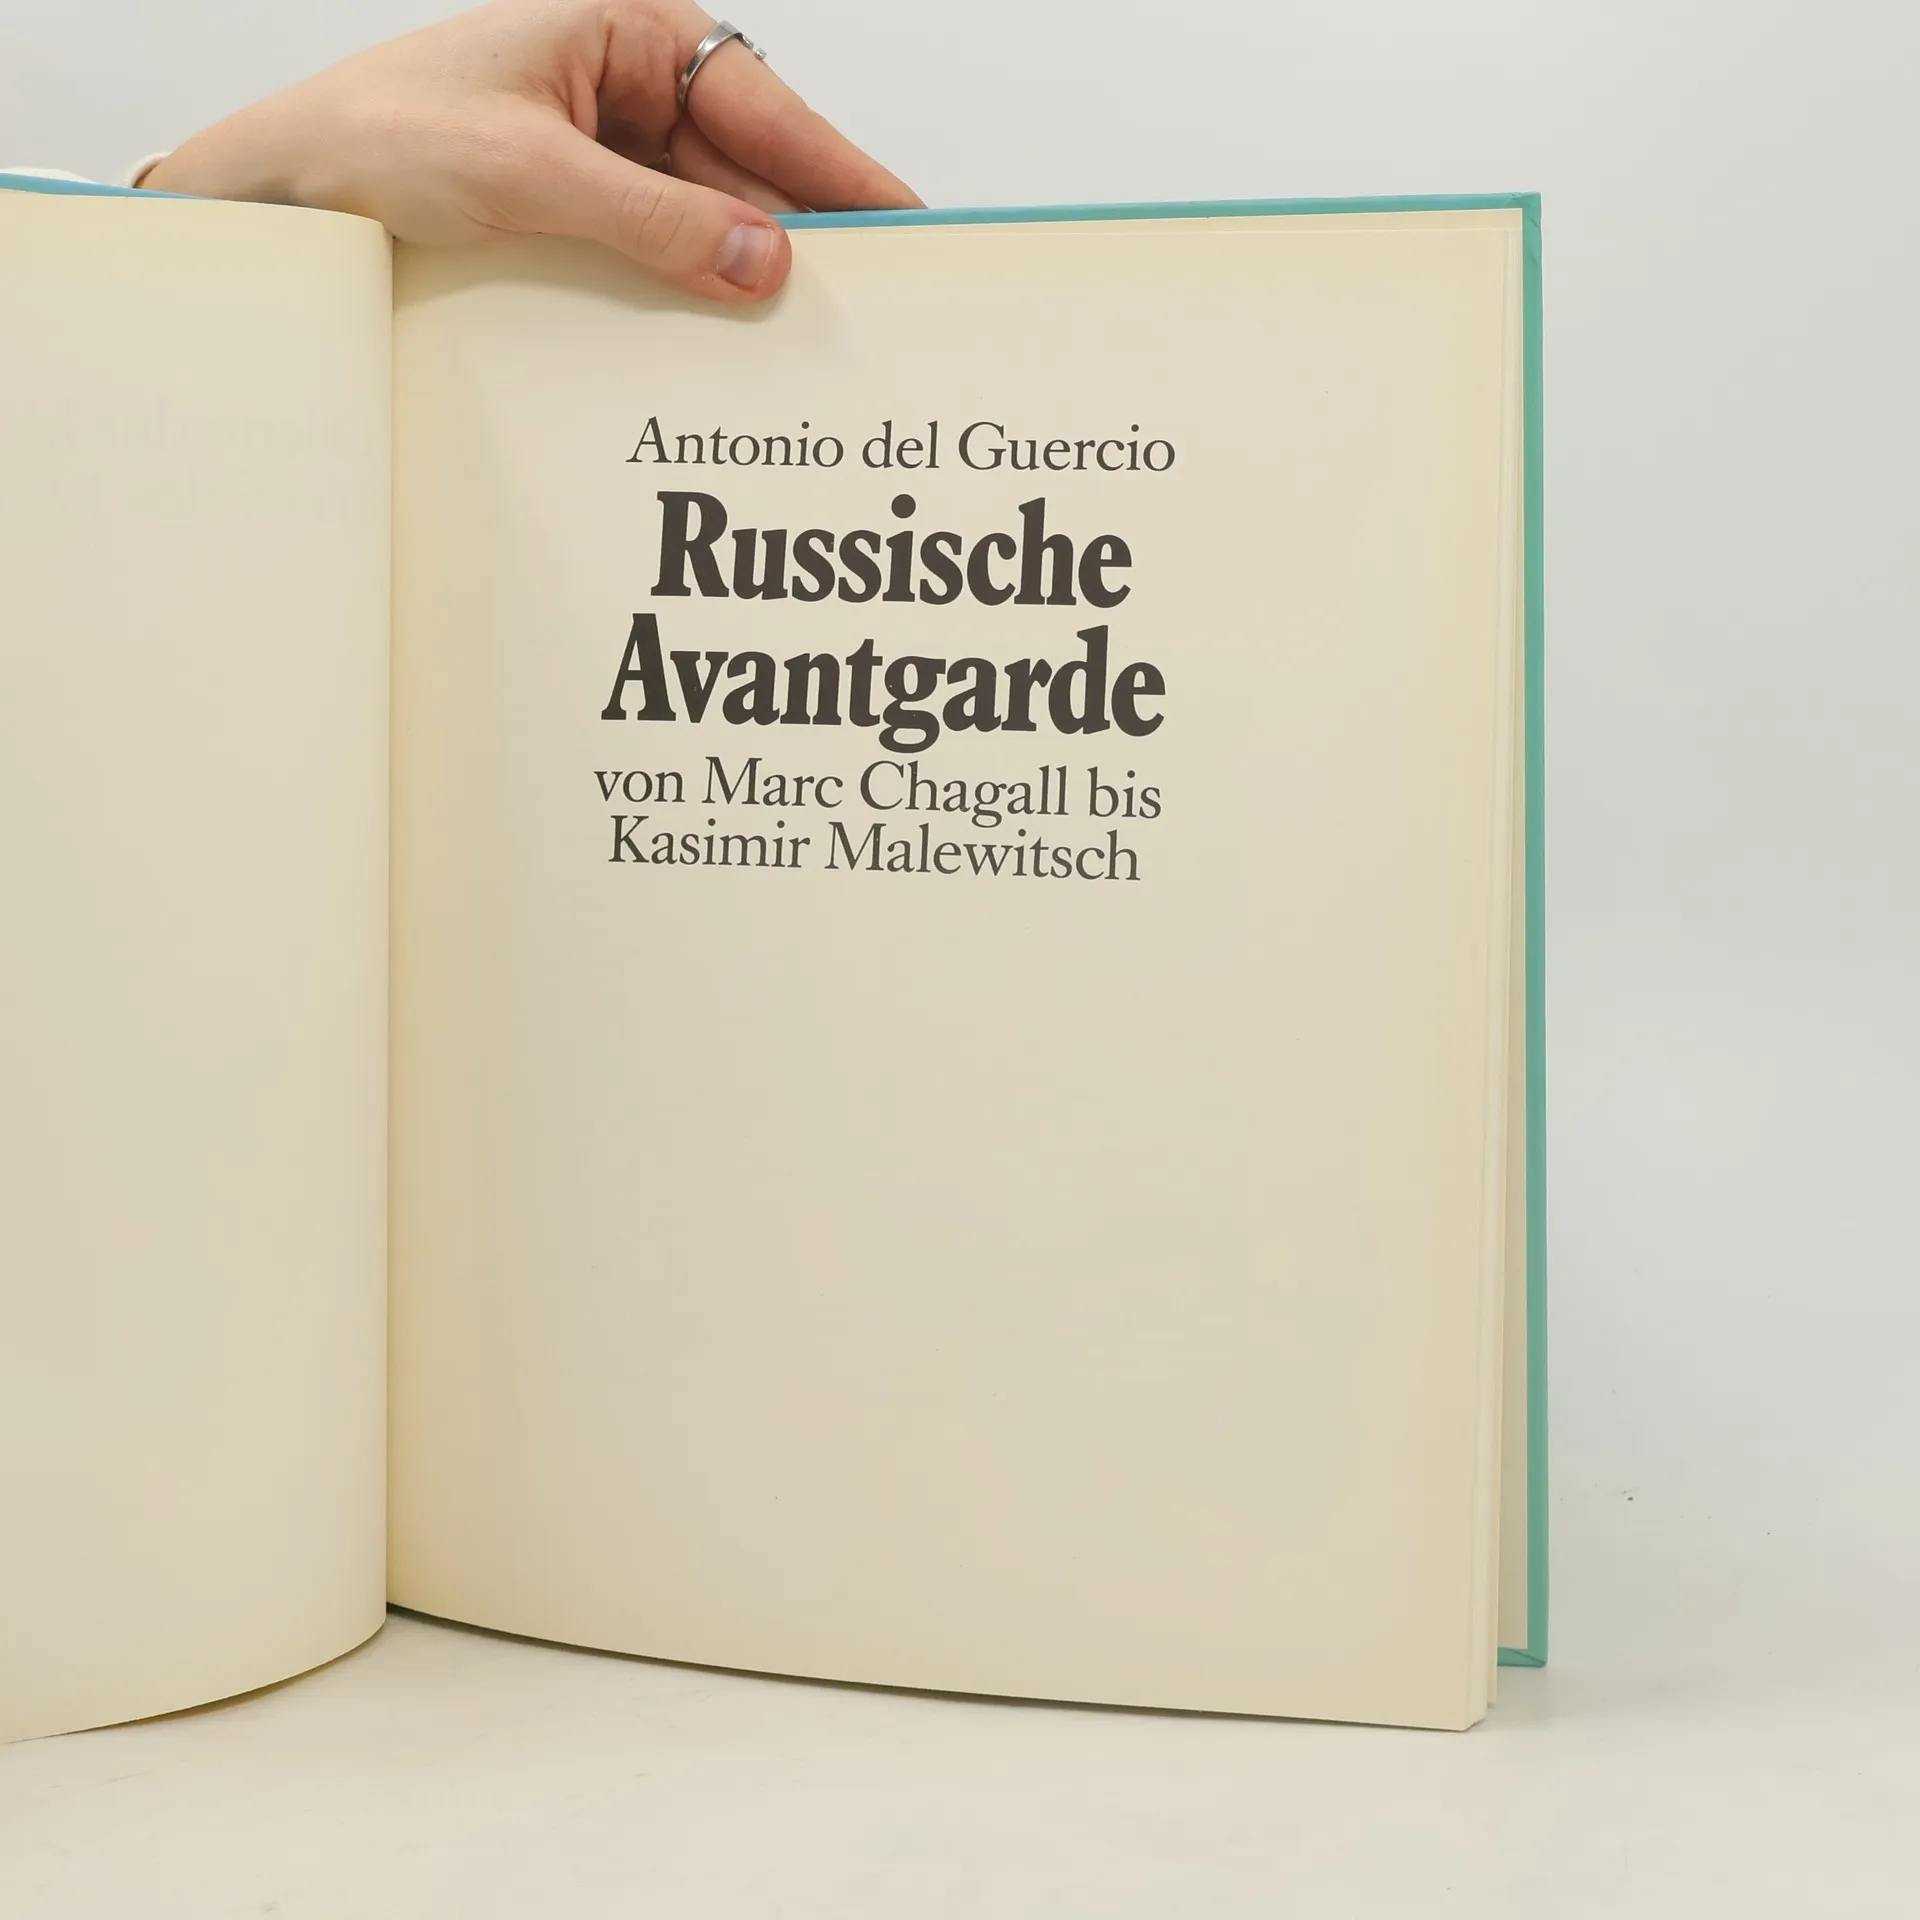 Antonio del Guercio
Russische
Avantgarde
von Marc Chagall bis
Kasimir Malewitsch